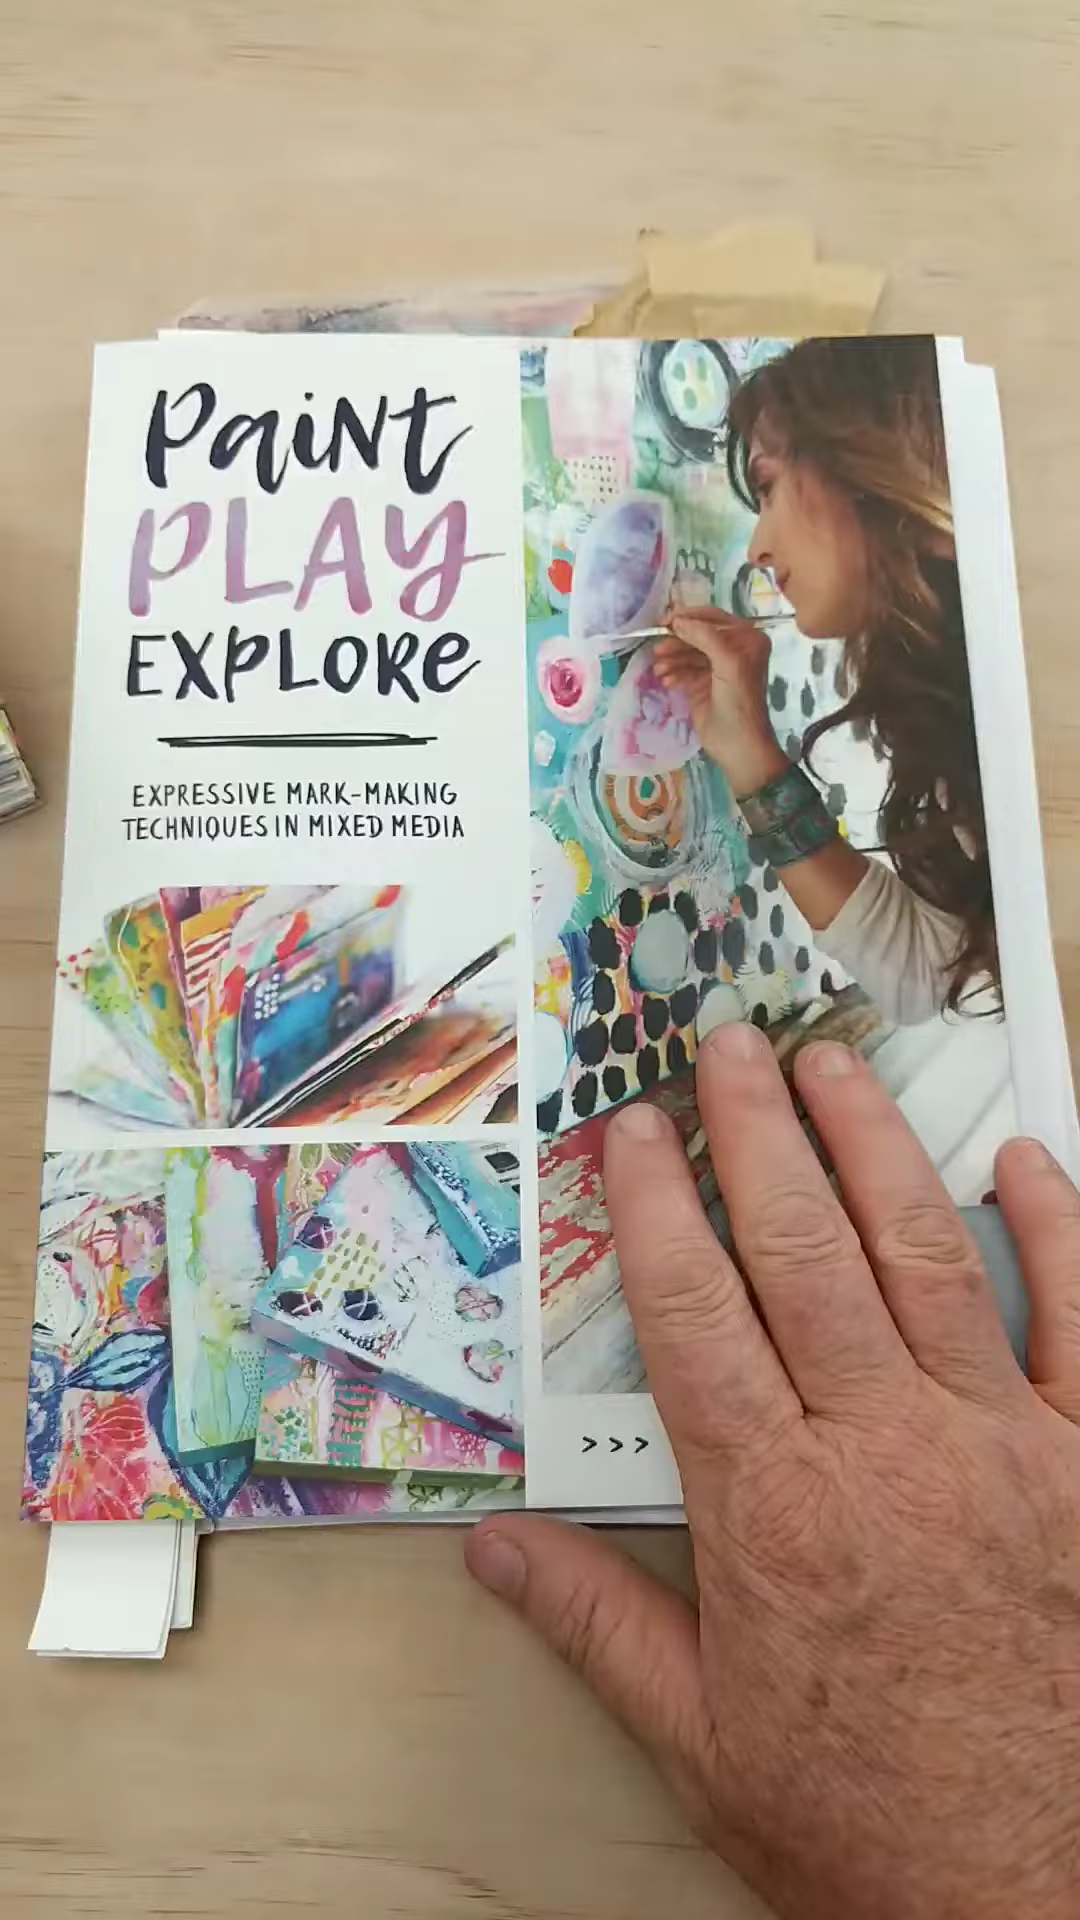 Paint
PLAY
EXPLORe
EXPRESSIVE MARK-MAKING
TECHNIQUES IN MIXED MEDIA
>>>